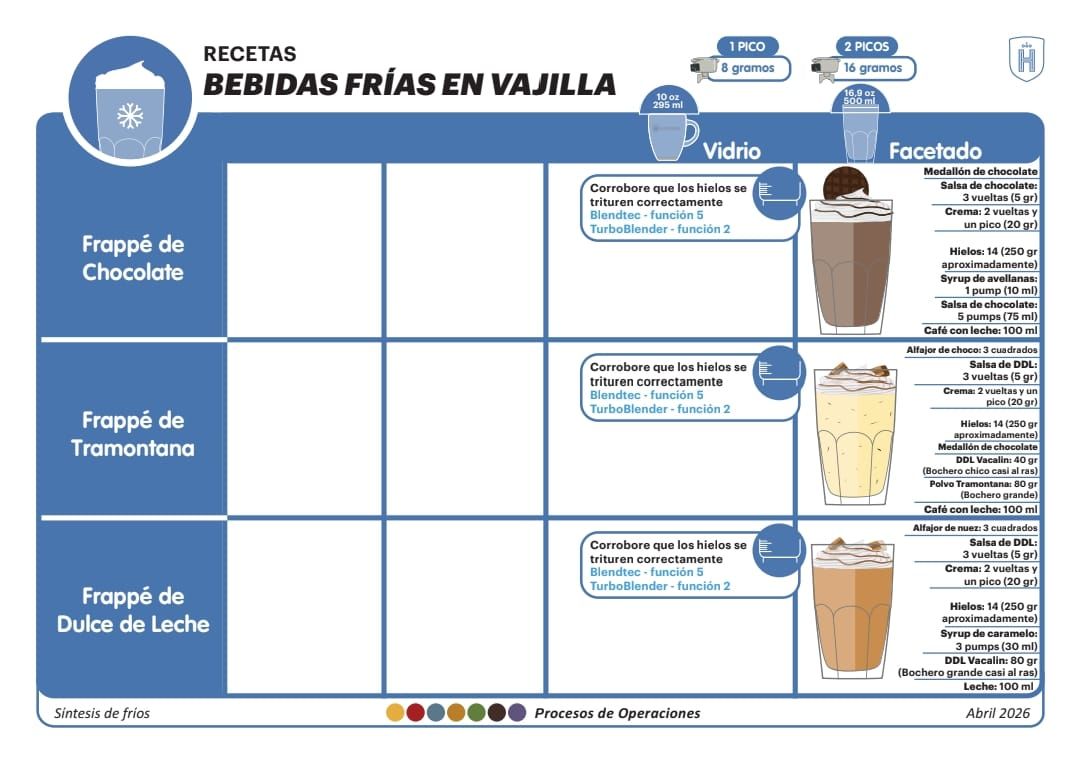 RECETAS
BEBIDAS FRÍAS EN VAJILLA
1 PICO
8 gramos
2 PICOS
16 gramos
H
10 oz
295 ml
Vidrio
16,9 oz
500 ml
Facetado
Frappé de
Chocolate
Corrobore que los hielos se
trituren correctamente
Blendtec - función 5
TurboBlender - función 2
Medallón de chocolate
Salsa de chocolate:
3 vueltas (5 gr)
Crema: 2 vueltas y
un pico (20 gr)
Hielos: 14 (250 gr
aproximadamente)
Syrup de avellanas:
1 pump (10 ml)
Salsa de chocolate:
5 pumps (75 ml)
Café con leche: 100 ml
Frappé de
Tramontana
Corrobore que los hielos se
trituren correctamente
Blendtec - función 5
TurboBlender - función 2
Alfajor de choco: 3 cuadrados
Salsa de DDL:
3 vueltas (5 gr)
Crema: 2 vueltas y un
pico (20 gr)
Hielos: 14 (250 gr
aproximadamente)
Medallón de chocolate
DDL Vacalin: 40 gr
(Bochero chico casi al ras)
Polvo Tramontana: 80 gr
(Bochero grande)
Café con leche: 100 ml
Frappé de
Dulce de Leche
Corrobore que los hielos se
trituren correctamente
Blendtec - función 5
TurboBlender - función 2
Alfajor de nuez: 3 cuadrados
Salsa de DDL:
3 vueltas (5 gr)
Crema: 2 vueltas y
un pico (20 gr)
Hielos: 14 (250 gr
aproximadamente)
Syrup de caramelo:
3 pumps (30 ml)
DDL Vacalin: 80 gr
(Bochero grande casi al ras)
Leche: 100 ml
Síntesis de fríos
Procesos de Operaciones
Abril 2026